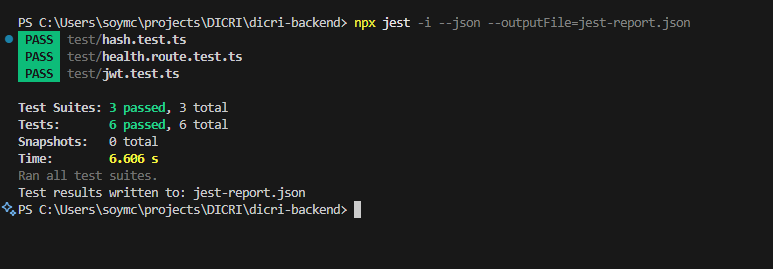 PS C:\Users\soymc\projects\DICRI\dicri-backend> npx jest -i --json --outputFile=jest-report.json
PASS test/hash.test.ts
PASS test/health.route.test.ts
PASS test/jwt.test.ts
Test Suites: 3 passed, 3 total
Tests: 6 passed, 6 total
Snapshots: 0 total
Time: 6.606 s
Ran all test suites.
Test results written to: jest-report.json
PS C:\Users\soymc\projects\DICRI\dicri-backend>